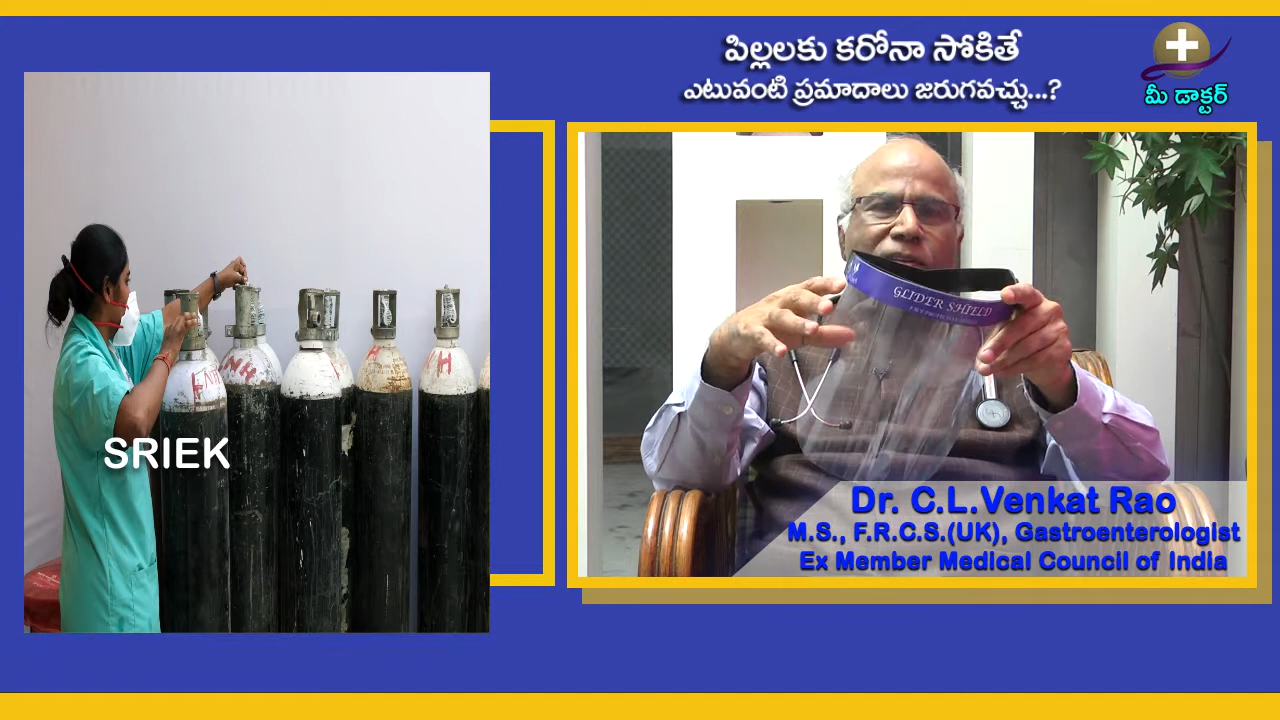 పిల్లలకు కరోనా సోకితే
ఎటువంటి ప్రమాదాలు జరుగవచ్చు...?
మీ డాక్టర్
SRIEK
GLIDER SHIELD
Dr. C.L.Venkat Rao
M.S., F.R.C.S.(UK), Gastroenterologist
Ex Member Medical Council of India